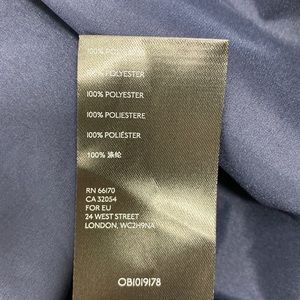 100% POLYESTER
100% POLYESTER
100% POLYESTER
100% POLIESTERE
100% POLIÉSTER
100% 涤纶
RN 66170
CA 32054
FOR EU
24 WEST STREET
LONDON, WC2H9NA
OB1019178